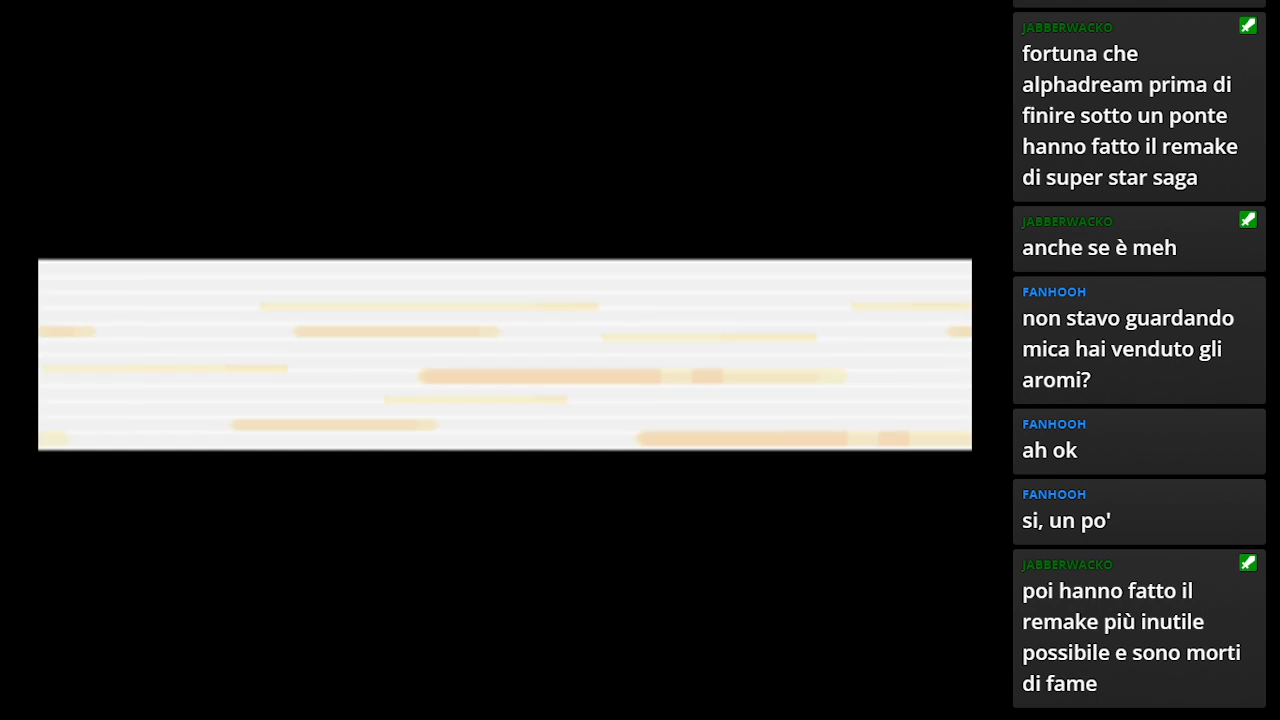 JABBERWACKO
fortuna che
alphadream prima di
finire sotto un ponte
hanno fatto il remake
di super star saga
JABBERWACKO
anche se è meh
FANHOOH
non stavo guardando
mica hai venduto gli
aromi?
FANHOOH
ah ok
FANHOOH
si, un po'
JABBERWACKO
poi hanno fatto il
remake più inutile
possibile e sono morti
di fame